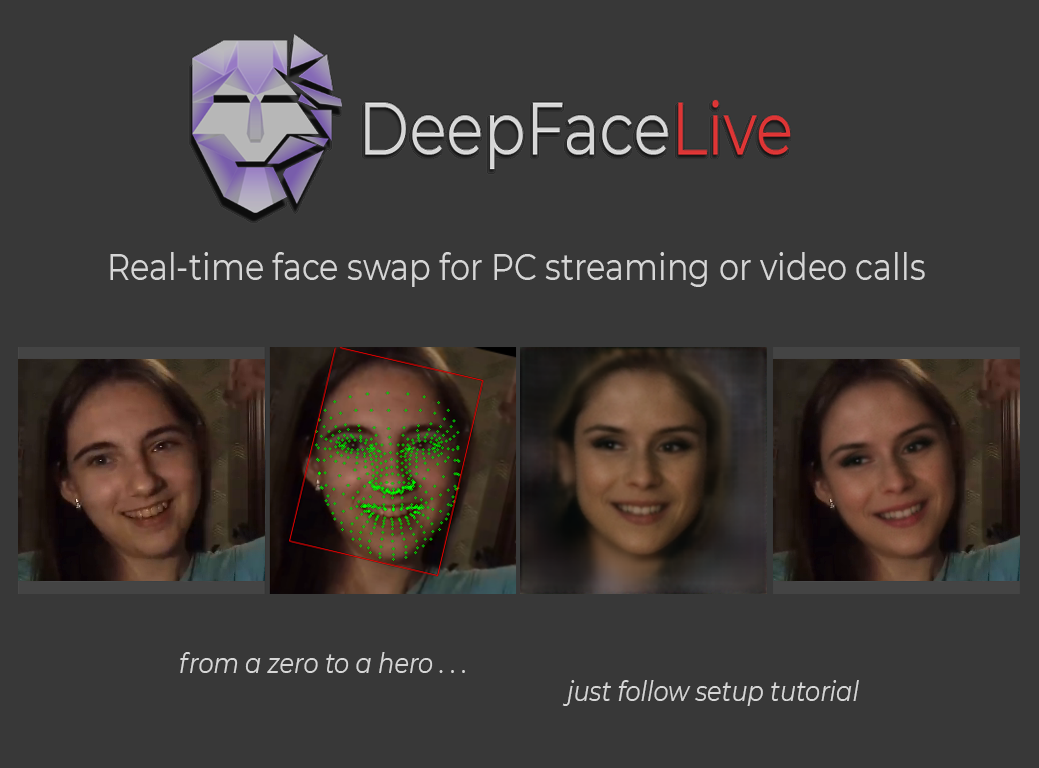 DeepFaceLive
Real-time face swap for PC streaming or video calls
from a zero to a hero . . .
just follow setup tutorial